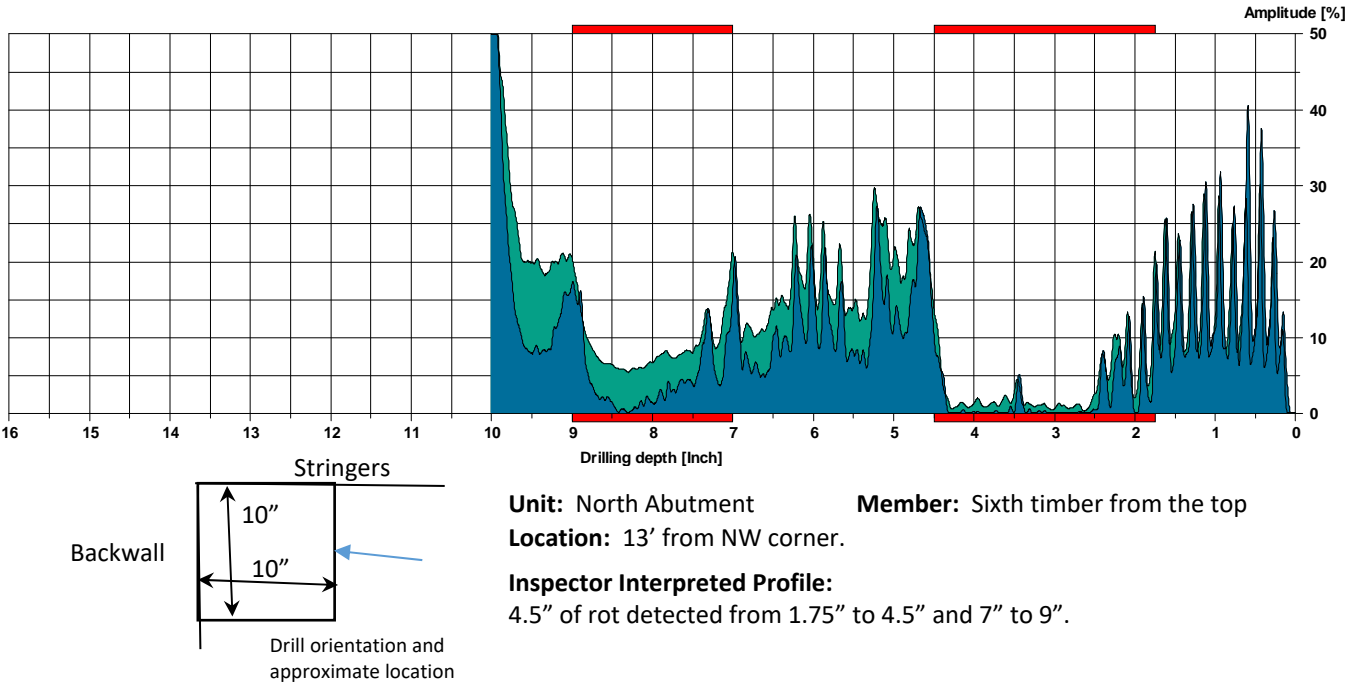 Amplitude [%]
50
40
30
20
10
0
16 15 14 13 12 11 10 9 8 7 6 5 4 3 2 1 0
Drilling depth [Inch]
Stringers
10”
Backwall
10”
Drill orientation and
approximate location
Unit: North Abutment Member: Sixth timber from the top
Location: 13’ from NW corner.
Inspector Interpreted Profile:
4.5” of rot detected from 1.75” to 4.5” and 7” to 9”.